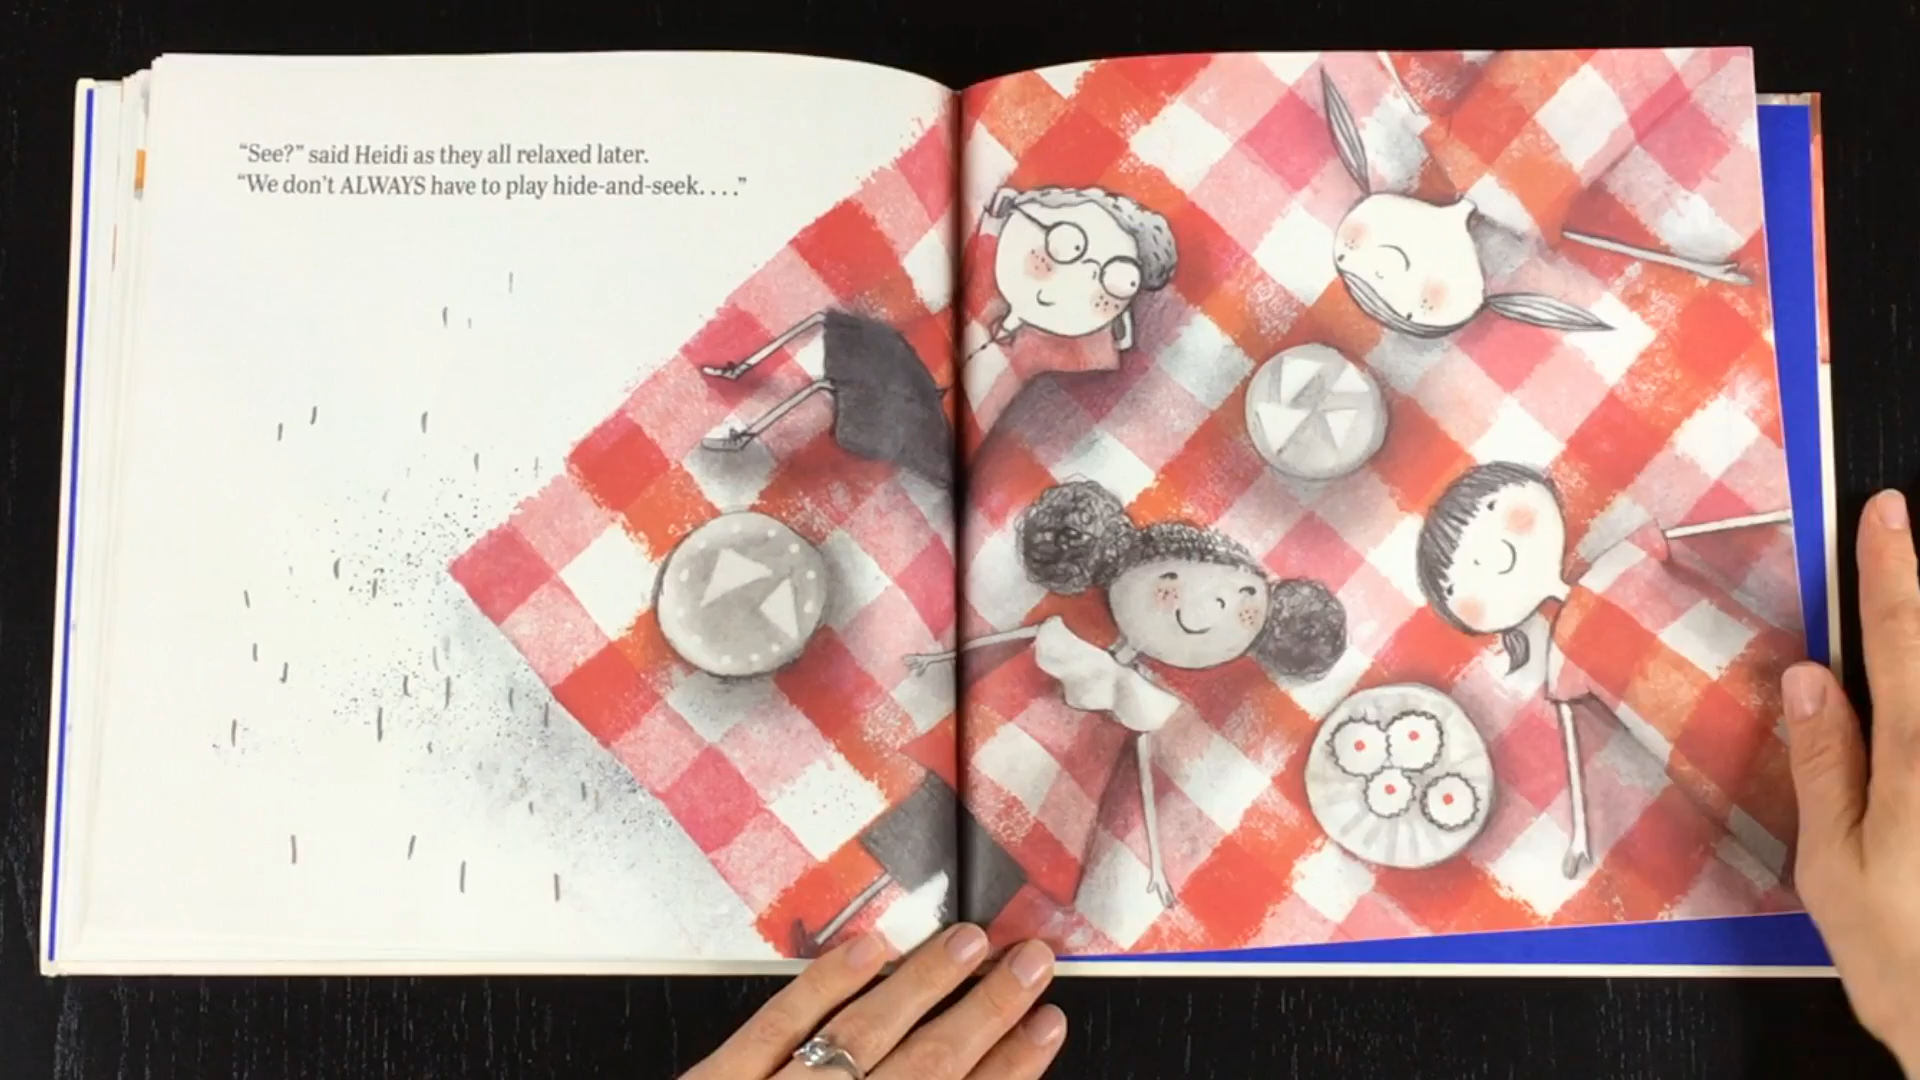 “See?” said Heidi as they all relaxed later.
“We don’t ALWAYS have to play hide-and-seek. . . .”